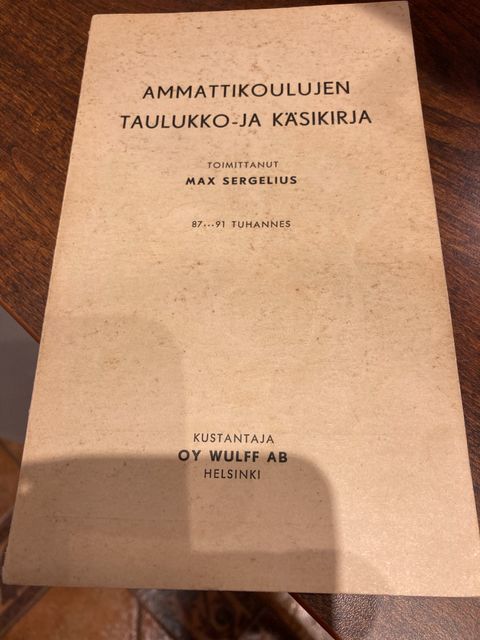 AMMATTIKOULUJEN
TAULUKKO-JA KÄSIKIRJA
TOIMITTANUT
MAX SERGELIUS
87...91 TUHANNES
KUSTANTAJA
OY WULFF AB
HELSINKI